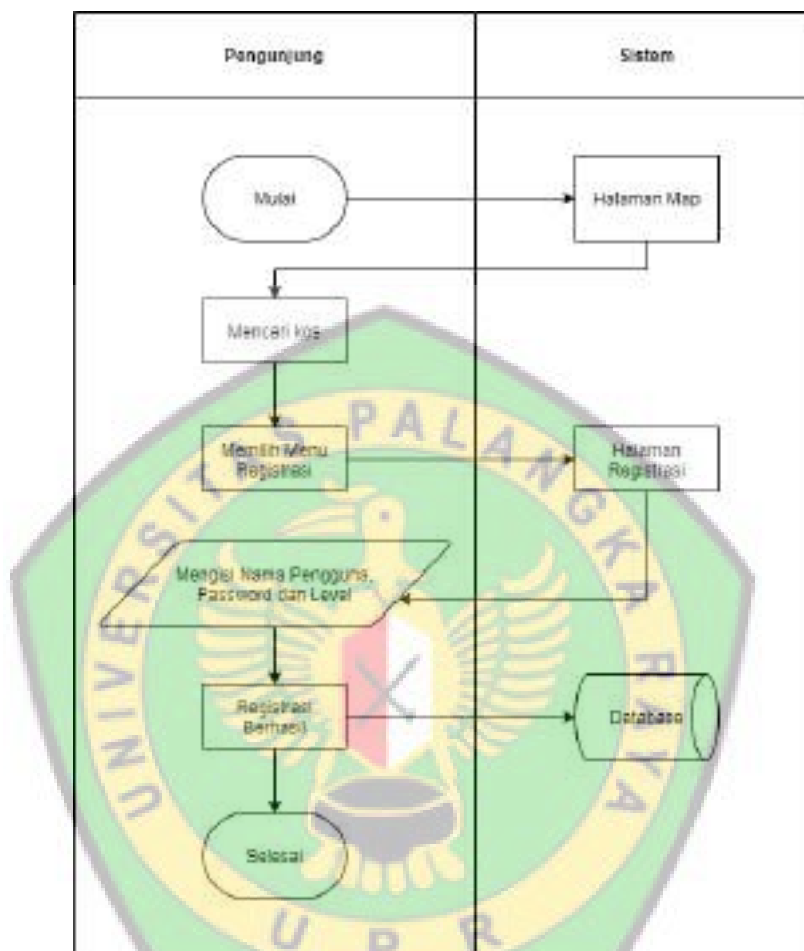 Pengunjung
Sistem
Mulai
Halaman Map
Mencari kos
Memilih Menu
Registrasi
Halaman
Registrasi
Mengisi Nama Pengguna,
Password dan Level
Registrasi
Berhasil
Database
Selesai
UNIVERSITAS PALANGKA RAYA
UPR